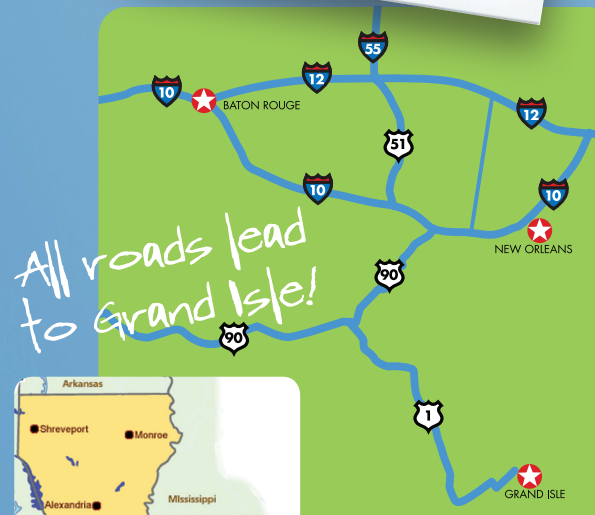 55
12
10
BATON ROUGE
12
51
10
10
NEW ORLEANS
All roads lead
to Grand Isle!
90
90
1
GRAND ISLE
Arkansas
Shreveport
Monroe
Alexandria
MIssissippi